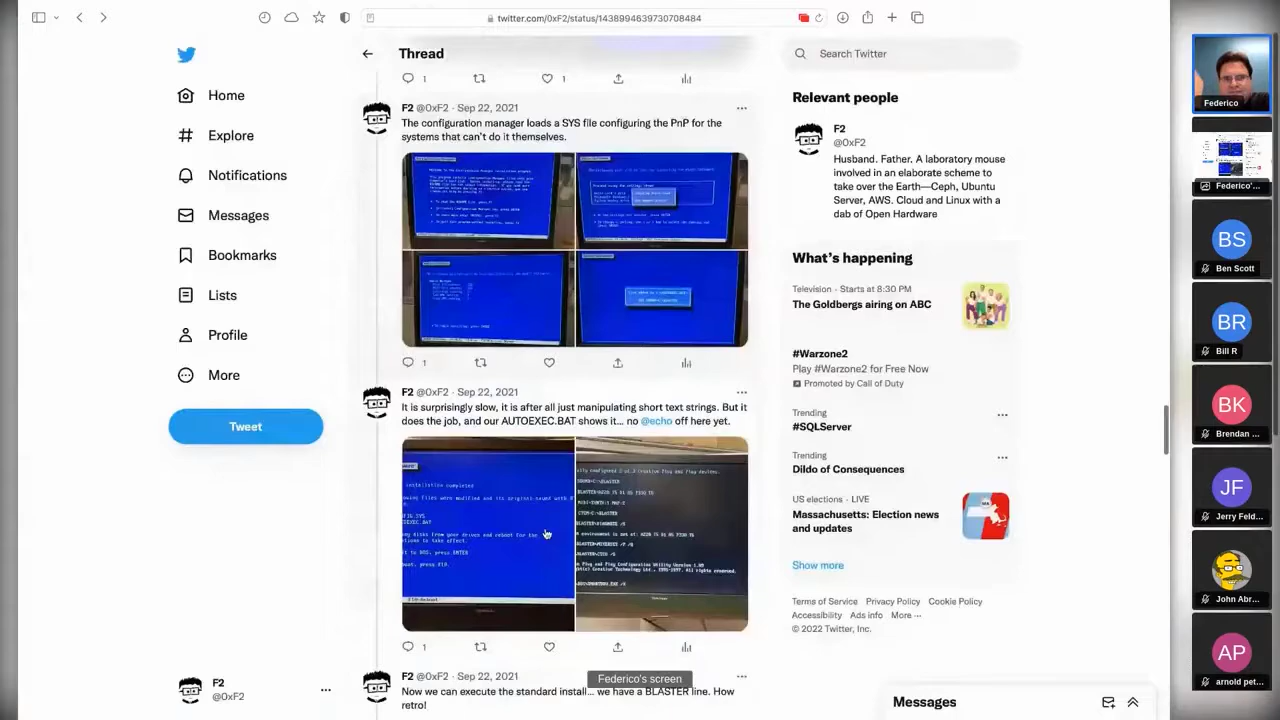 twitter.com/0xF2/status/1438994639730708484
Thread
Search Twitter
Home
Explore
Notifications
Messages
Bookmarks
Lists
Profile
More
Tweet
F2
@0xF2
1
1
F2 @0xF2 · Sep 22, 2021
The configuration manager loads a SYS file configuring the PnP for the
systems that can't do it themselves.
1
F2 @0xF2 · Sep 22, 2021
It is surprisingly slow, it is after all just manipulating short text strings. But it
does the job, and our AUTOEXEC.BAT shows it... no @echo off here yet.
installation completed
1
F2 @0xF2 · Sep 22, 2021
Now we can execute the standard install... we have a BLASTER line. How
retro!
Federico's screen
Relevant people
F2
@0xF2
Husband. Father. A laboratory mouse
involved in an elaborate scheme to
take over the Earth—Ceph, Ubuntu
Server, AWS. Cloud and Linux with a
dab of Open Hardware
What's happening
Television · Starts at 8:30 PM
The Goldbergs airing on ABC
#Warzone2
Play #Warzone2 for Free Now
Promoted by Call of Duty
Trending
#SQLServer
Trending
Dildo of Consequences
US elections · LIVE
Massachusetts: Election news
and updates
Show more
Terms of Service Privacy Policy Cookie Policy
Accessibility Ads info More ···
© 2022 Twitter, Inc.
Messages
Federico
Federico'...
BS
Ben Scott
BR
Bill R
BK
Brendan ...
JF
Jerry Feld...
John Abr...
AP
arnold pet...